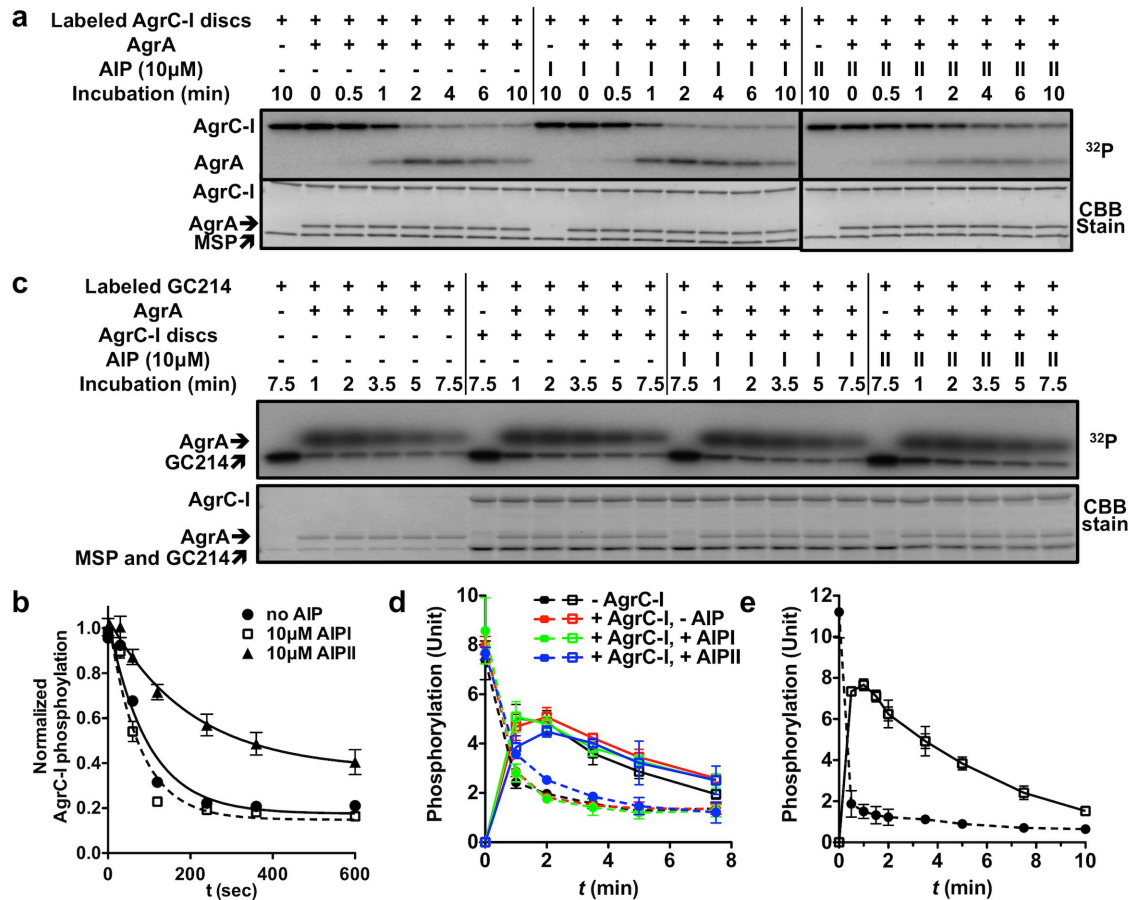 a
Labeled AgrC-I discs + + + + + + + + + + + + + + + + + + + + + + + +
AgrA - + + + + + + + - + + + + + + + - + + + + + + +
AIP (10µM) - - - - - - - - I I I I I I I I II II II II II II II II
Incubation (min) 10 0 0.5 1 2 4 6 10 10 0 0.5 1 2 4 6 10 10 0 0.5 1 2 4 6 10
AgrC-I
AgrA
32P
AgrC-I
AgrA➔
MSP➔
CBB
Stain
c
Labeled GC214 + + + + + + + + + + + + + + + + + + + + + + + +
AgrA - + + + + + - + + + + + - + + + + + - + + + + +
AgrC-I discs - - - - - - + + + + + + + + + + + + + + + + + +
AIP (10µM) - - - - - - - - - - - - I I I I I I II II II II II II
Incubation (min) 7.5 1 2 3.5 5 7.5 7.5 1 2 3.5 5 7.5 7.5 1 2 3.5 5 7.5 7.5 1 2 3.5 5 7.5
AgrA➔
GC214➔
32P
AgrC-I
AgrA➔
MSP and GC214➔
CBB
stain
b
Normalized
AgrC-I phosphorylation
1.0
0.8
0.6
0.4
0.2
0.0
no AIP
10µM AIPI
10µM AIPII
0 200 400 600
t (sec)
d
Phosphorylation (Unit)
10
8
6
4
2
0
- AgrC-I
+ AgrC-I, - AIP
+ AgrC-I, + AIPI
+ AgrC-I, + AIPII
0 2 4 6 8
t (min)
e
Phosphorylation (Unit)
12
10
8
6
4
2
0
0 2 4 6 8 10
t (min)